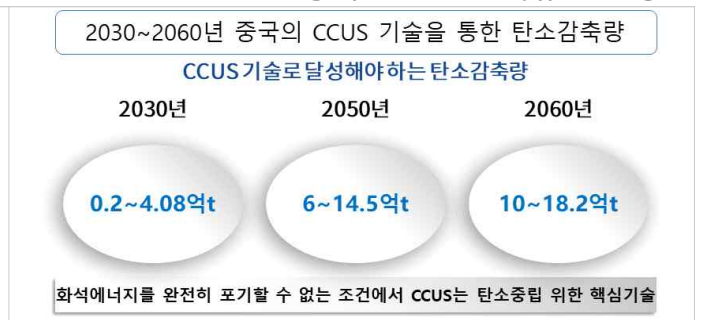 2030~2060년 중국의 CCUS 기술을 통한 탄소감축량
CCUS기술로달성해야하는탄소감축량
2030년 2050년 2060년
0.2~4.08억t 6~14.5억t 10~18.2억t
화석에너지를 완전히 포기할 수 없는 조건에서 CCUS는 탄소중립 위한 핵심기술